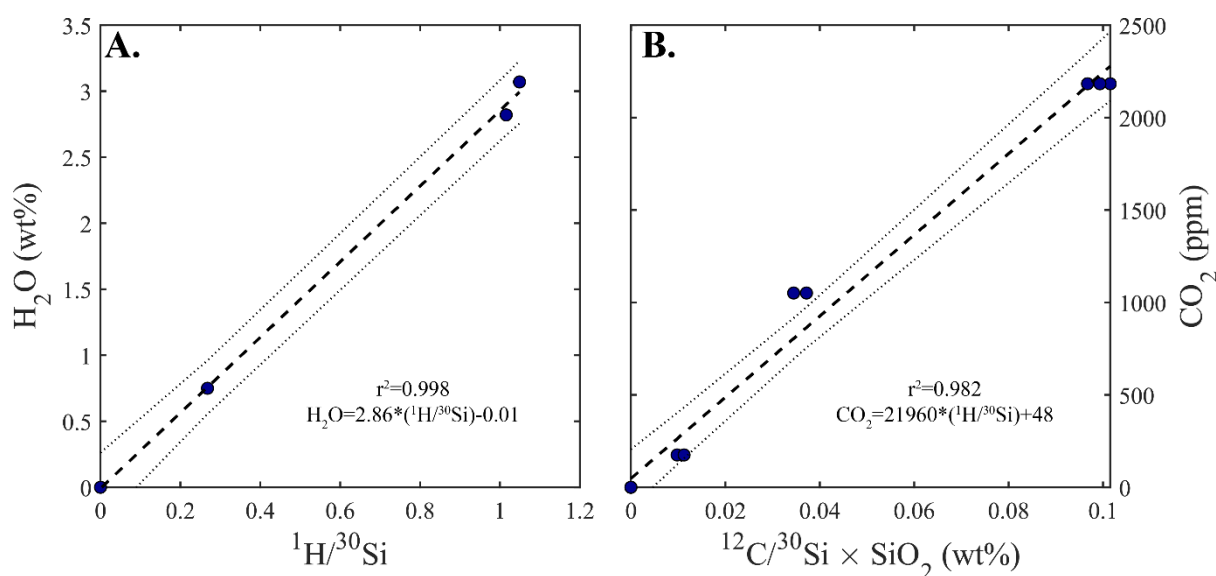 A.
3.5
3
2.5
2
1.5
1
0.5
0
H₂O (wt%)
r²=0.998
H₂O=2.86*(¹H/³⁰Si)-0.01
0 0.2 0.4 0.6 0.8 1 1.2
¹H/³⁰Si
B.
2500
2000
1500
1000
500
0
CO₂ (ppm)
r²=0.982
CO₂=21960*(¹H/³⁰Si)+48
0 0.02 0.04 0.06 0.08 0.1
¹²C/³⁰Si × SiO₂ (wt%)